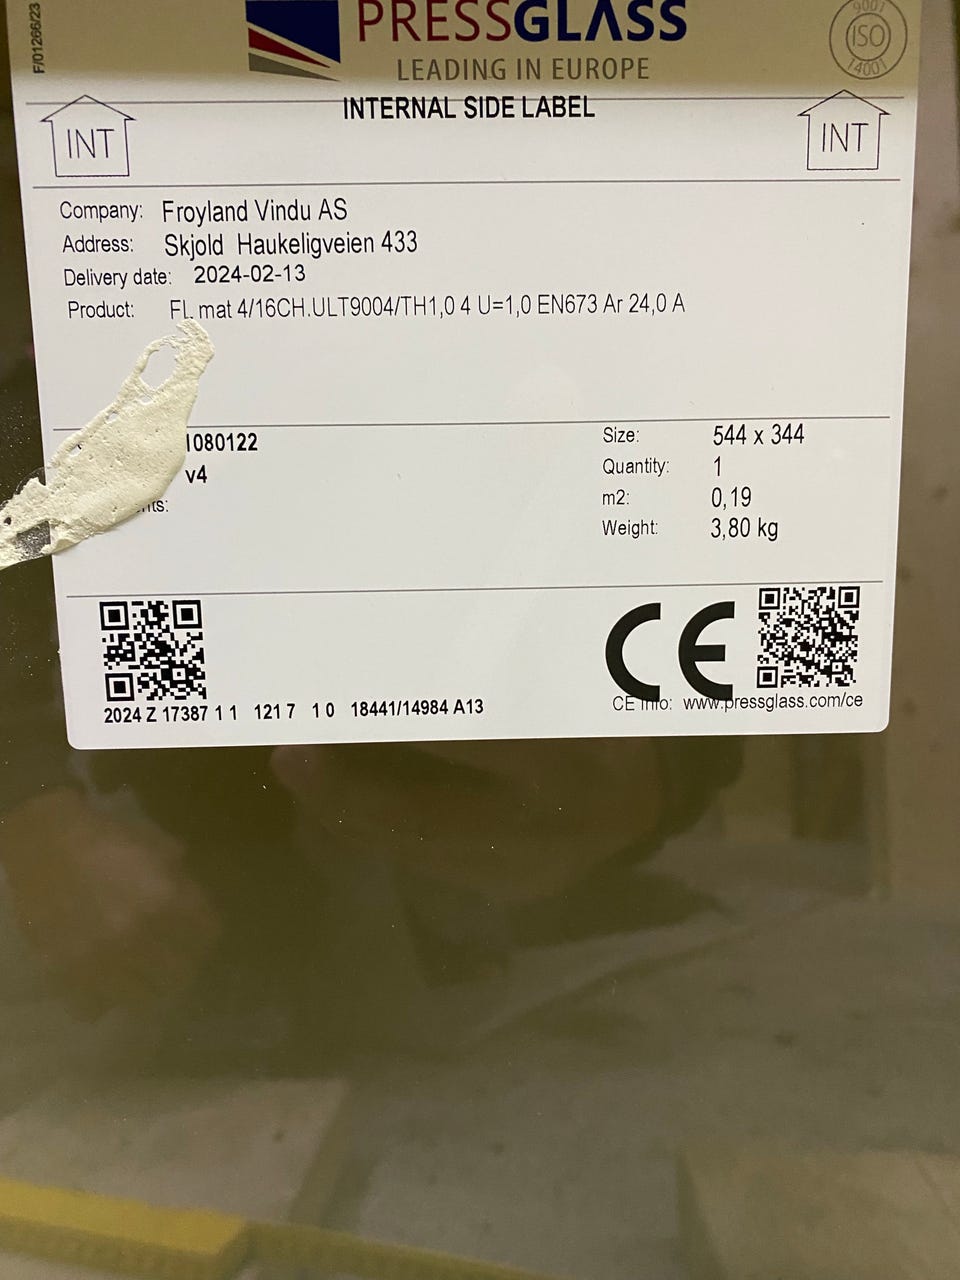 F/01266/23
PRESSGLASS
LEADING IN EUROPE
9001
ISO
14001
INTERNAL SIDE LABEL
INT
INT
Company: Froyland Vindu AS
Address: Skjold Haukeligveien 433
Delivery date: 2024-02-13
Product: FL mat 4/16CH.ULT9004/TH1,0 4 U=1,0 EN673 Ar 24,0 A
1080122
v4
nts:
Size: 544 x 344
Quantity: 1
m2: 0,19
Weight: 3,80 kg
CE
2024 Z 17387 1 1 121 7 1 0 18441/14984 A13
CE info: www.pressglass.com/ce